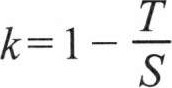 k = 1 − T/S